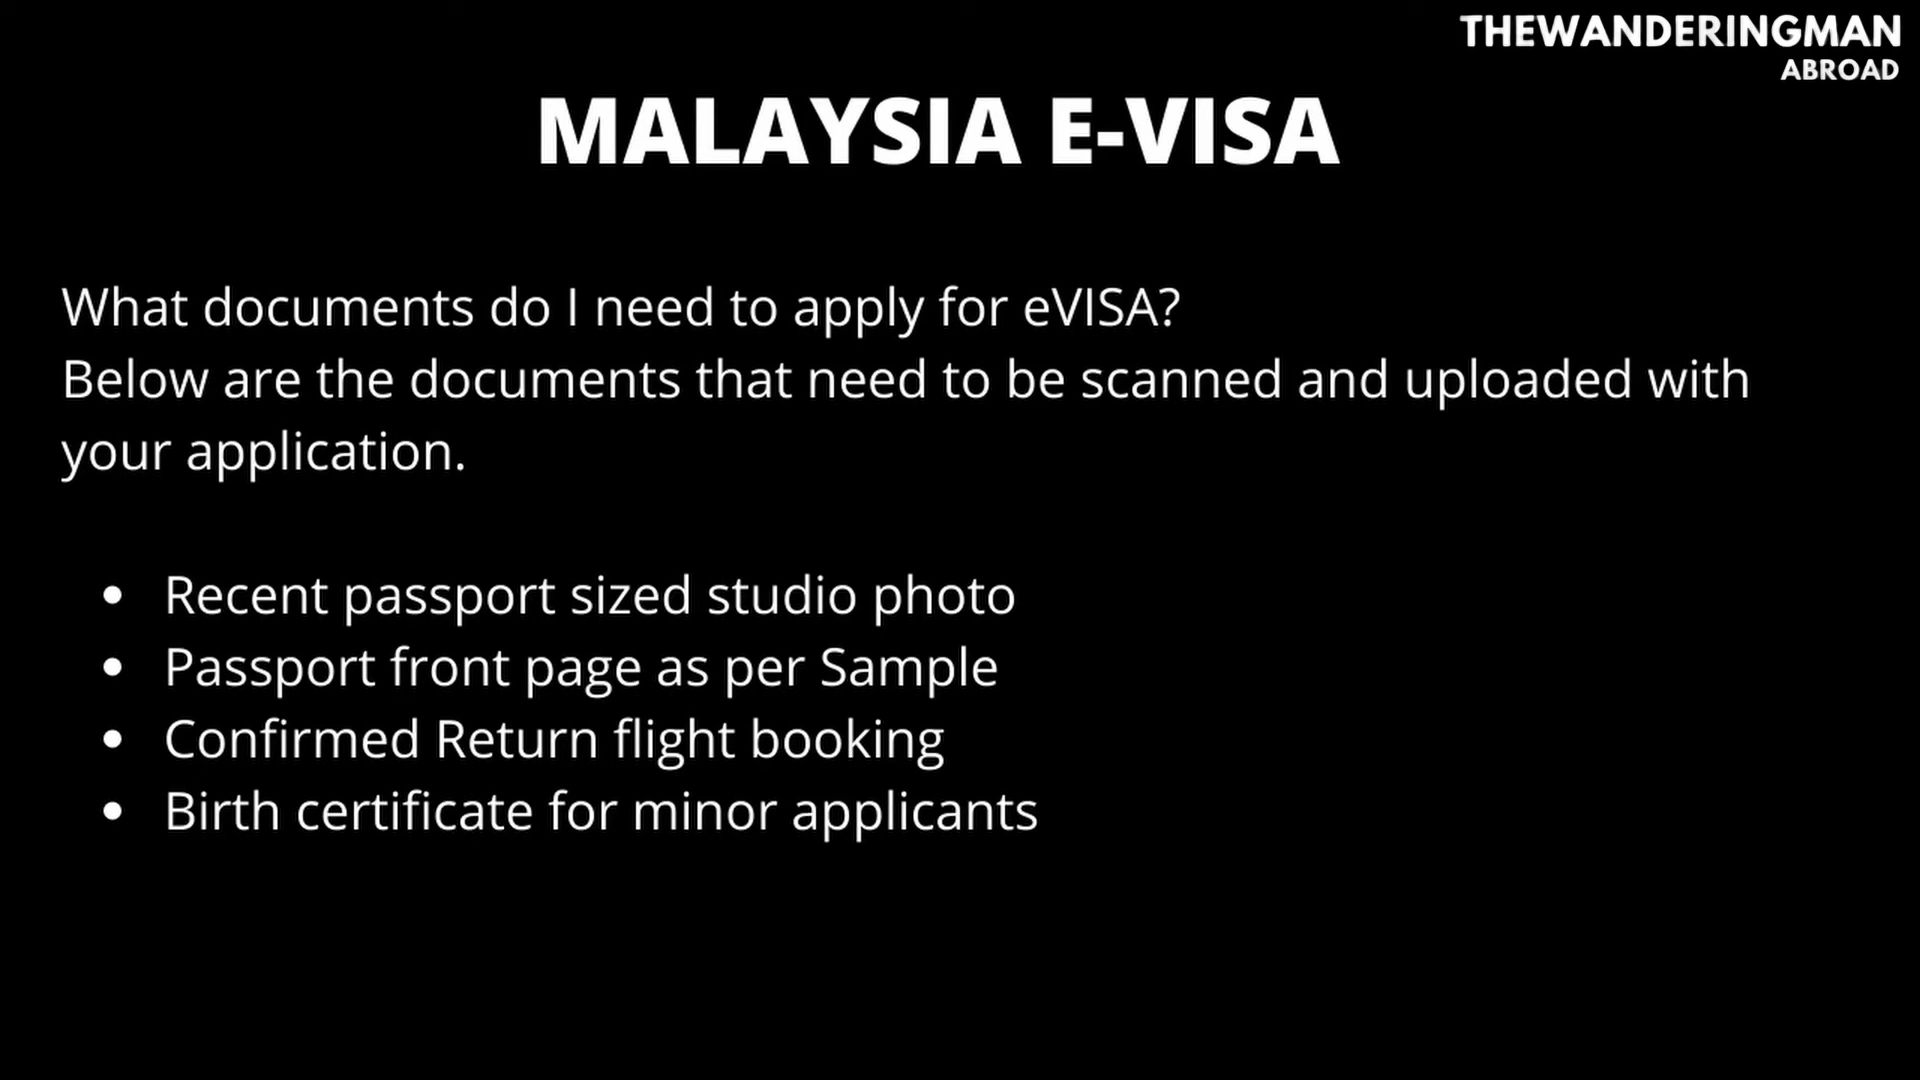 THEWANDERINGMAN
ABROAD
MALAYSIA E-VISA
What documents do I need to apply for eVISA?
Below are the documents that need to be scanned and uploaded with
your application.
• Recent passport sized studio photo
• Passport front page as per Sample
• Confirmed Return flight booking
• Birth certificate for minor applicants